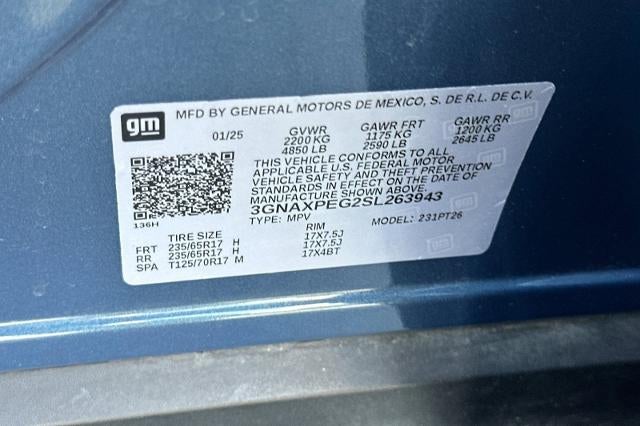 gm
MFD BY GENERAL MOTORS DE MEXICO, S. DE R.L. DE C.V.
01/25 GVWR GAWR FRT GAWR RR
2200 KG 1175 KG 1200 KG
4850 LB 2590 LB 2645 LB
THIS VEHICLE CONFORMS TO ALL
APPLICABLE U.S. FEDERAL MOTOR
VEHICLE SAFETY AND THEFT PREVENTION
STANDARDS IN EFFECT ON THE DATE OF
MANUFACTURE SHOWN ABOVE.
3GNAXPEG2SL263943
136H
TYPE: MPV MODEL: 231PT26
TIRE SIZE RIM
FRT 235/65R17 H 17X7.5J
RR 235/65R17 H 17X7.5J
SPA T125/70R17 M 17X4BT